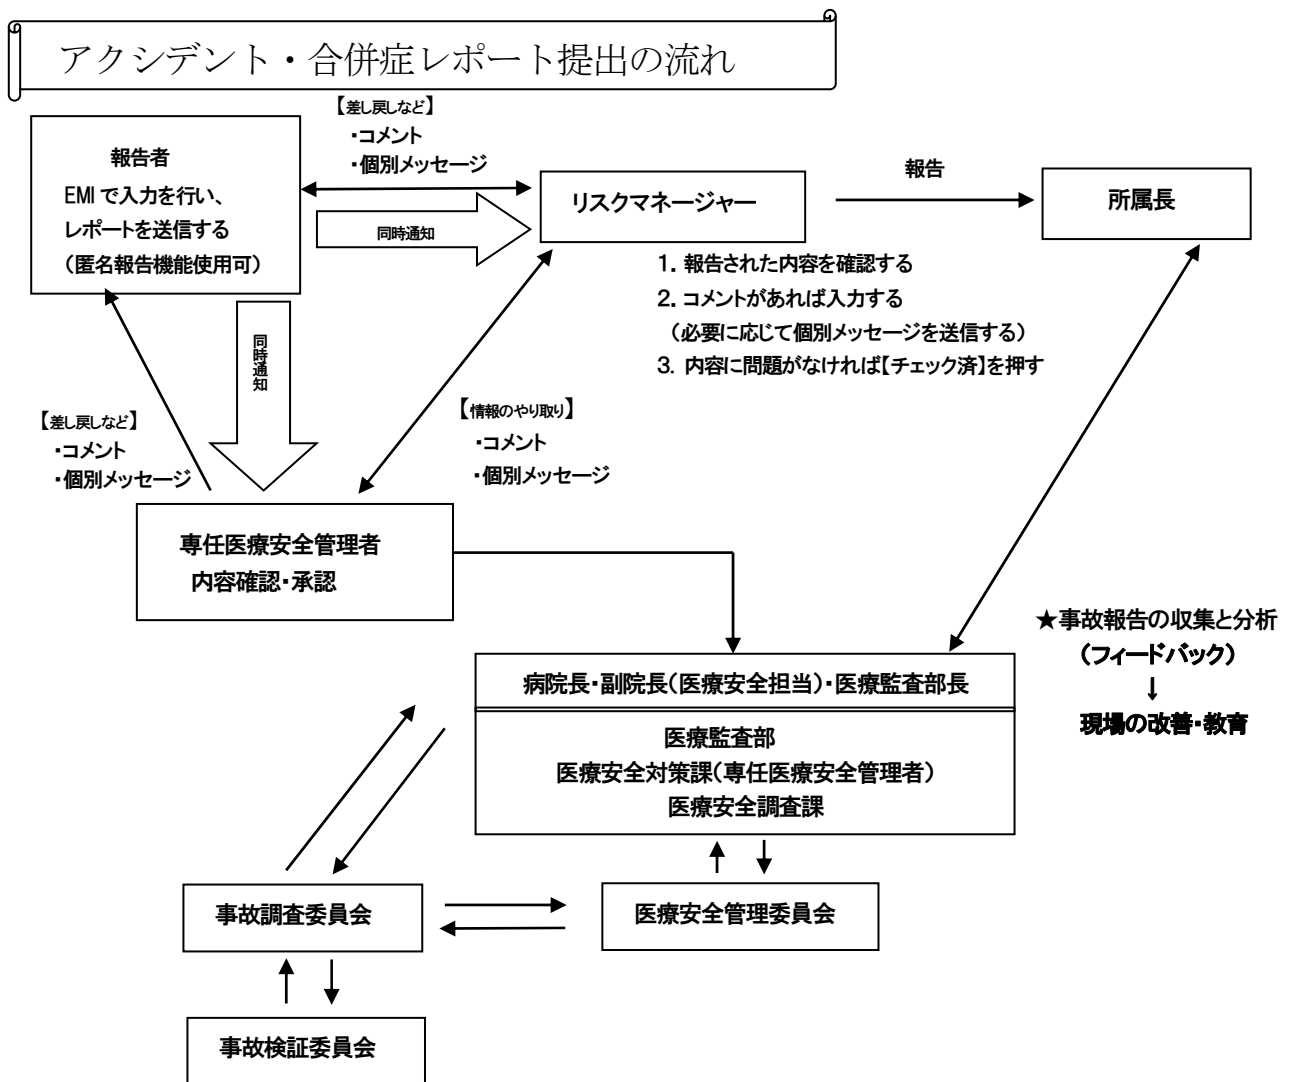 アクシデント・合併症レポート提出の流れ
【差し戻しなど】
・コメント
・個別メッセージ
報告者
EMIで入力を行い、
レポートを送信する
（匿名報告機能使用可）
同時通知
リスクマネージャー
報告
所属長
1．報告された内容を確認する
2．コメントがあれば入力する
（必要に応じて個別メッセージを送信する）
3．内容に問題がなければ【チェック済】を押す
同時通知
【差し戻しなど】
・コメント
・個別メッセージ
【情報のやり取り】
・コメント
・個別メッセージ
専任医療安全管理者
内容確認・承認
★事故報告の収集と分析
（フィードバック）
↓
現場の改善・教育
病院長・副院長（医療安全担当）・医療監査部長
医療監査部
医療安全対策課（専任医療安全管理者）
医療安全調査課
事故調査委員会
医療安全管理委員会
事故検証委員会